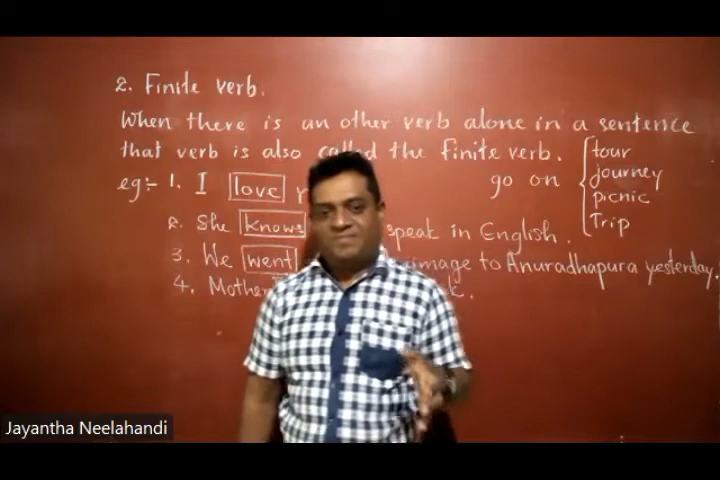 2. Finite verb.
When there is an other verb alone in a sentence
that verb is also called the finite verb.
eg:- 1. I love
go on
tour
journey
picnic
Trip
2. She knows speak in English.
3. We went to Anuradhapura yesterday.
4. Mother
Jayantha Neelahandi